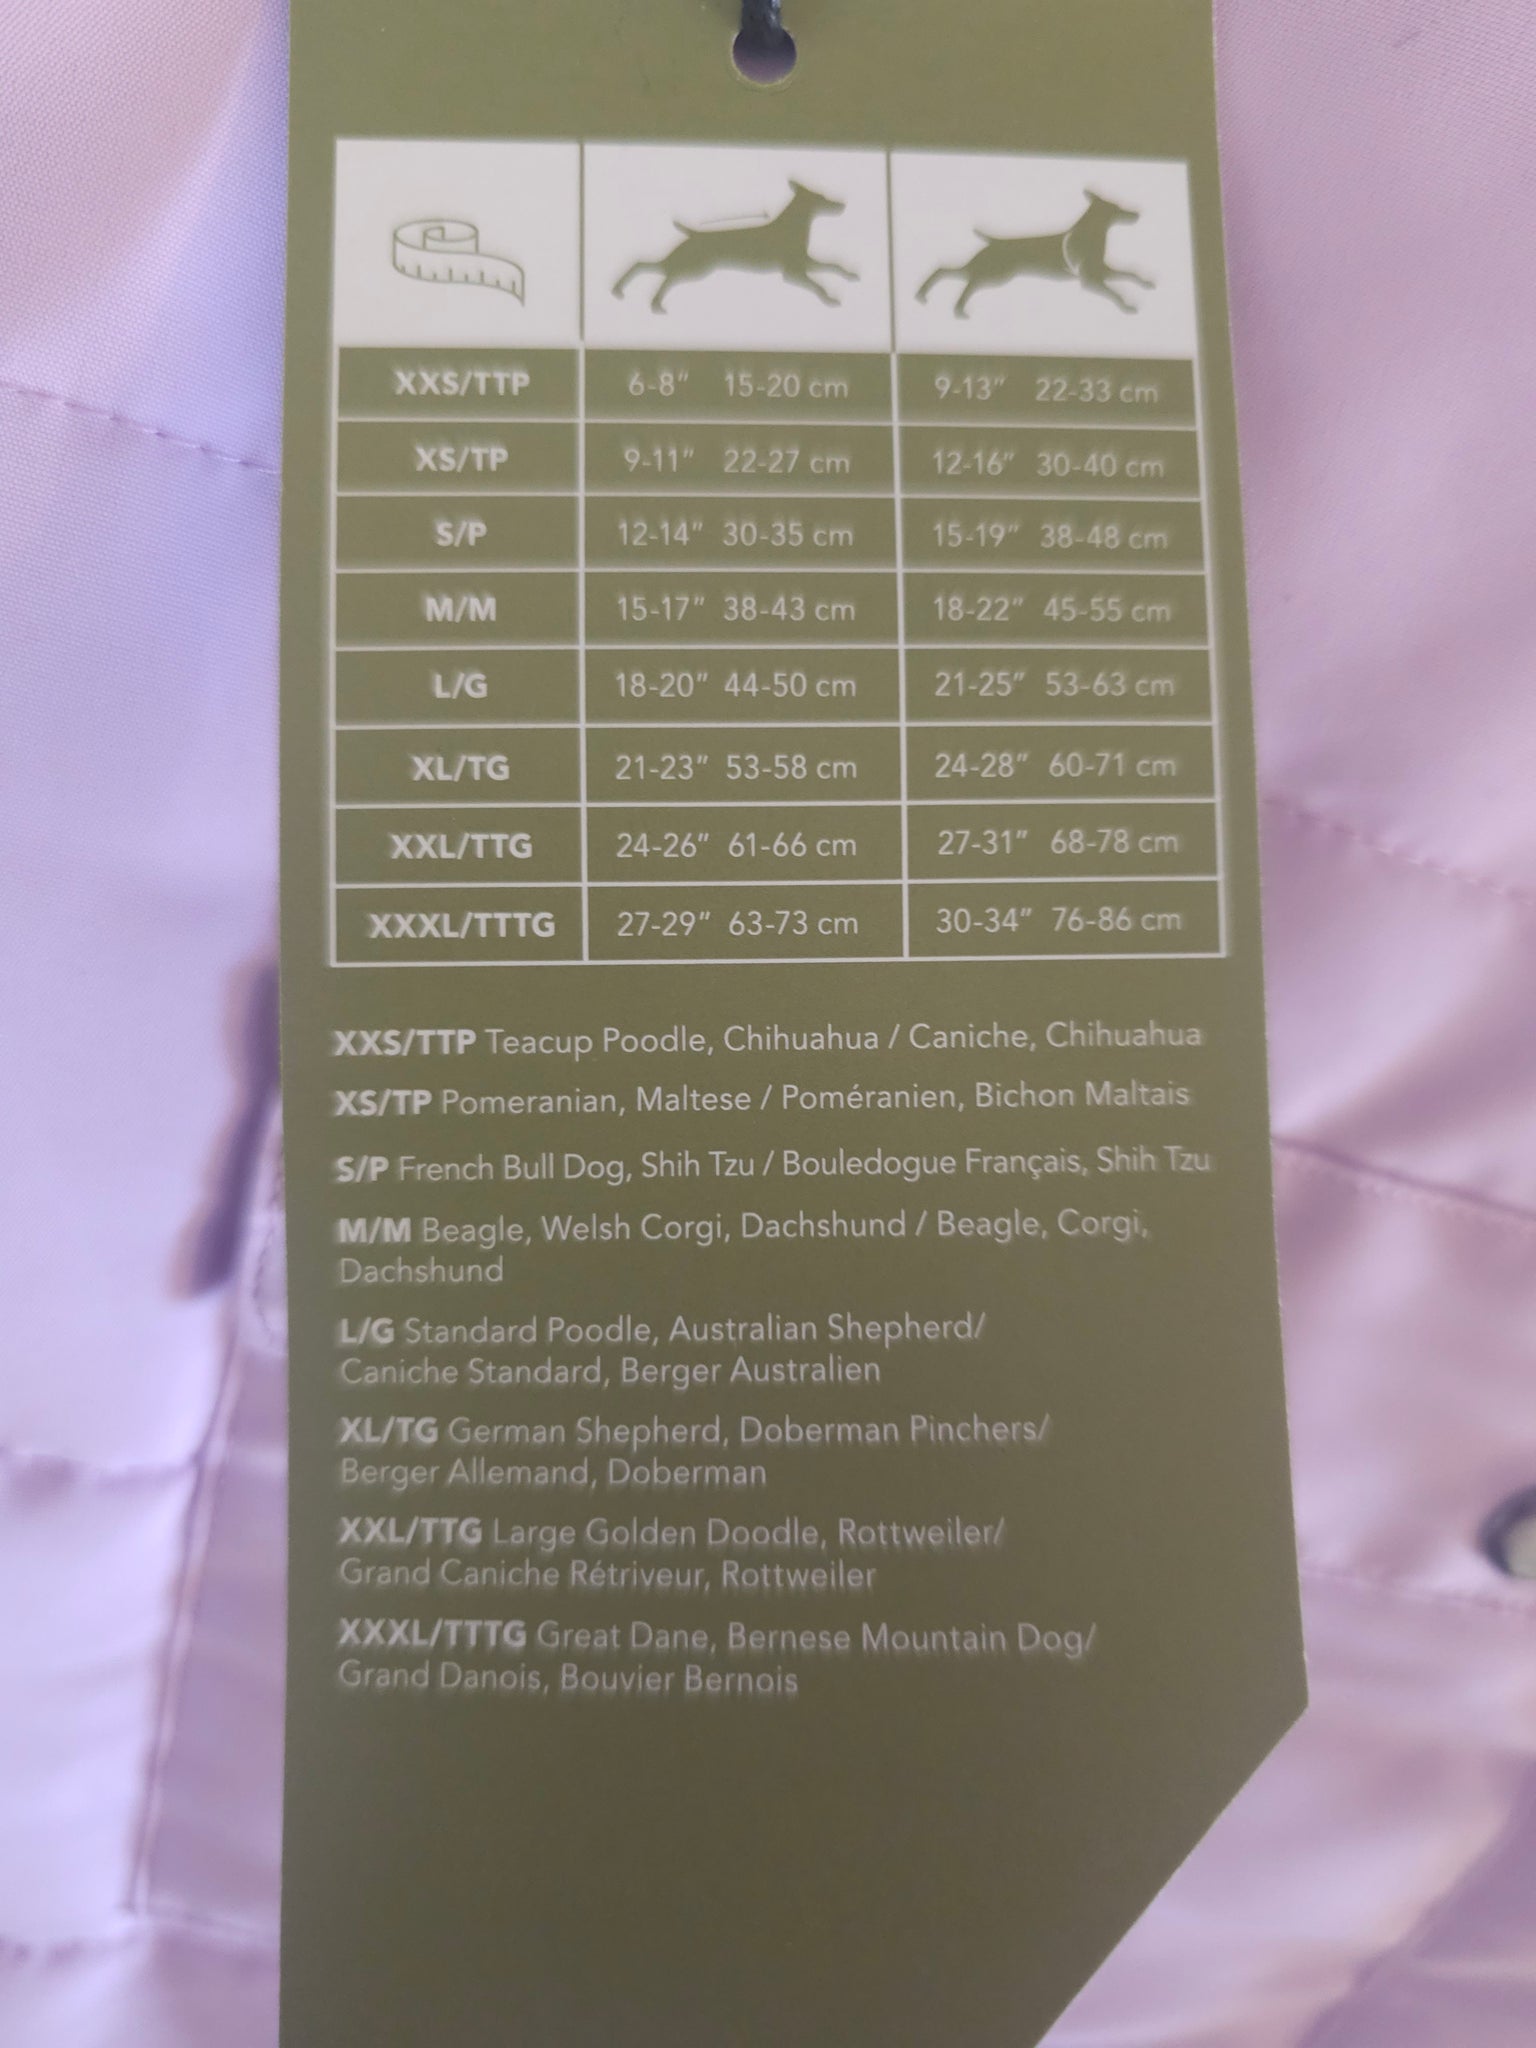 XXS/TTP 6-8" 15-20 cm 9-13" 22-33 cm
XS/TP 9-11" 22-27 cm 12-16" 30-40 cm
S/P 12-14" 30-35 cm 15-19" 38-48 cm
M/M 15-17" 38-43 cm 18-22" 45-55 cm
L/G 18-20" 44-50 cm 21-25" 53-63 cm
XL/TG 21-23" 53-58 cm 24-28" 60-71 cm
XXL/TTG 24-26" 61-66 cm 27-31" 68-78 cm
XXXL/TTTG 27-29" 63-73 cm 30-34" 76-86 cm
XXS/TTP Teacup Poodle, Chihuahua / Caniche, Chihuahua
XS/TP Pomeranian, Maltese / Poméranien, Bichon Maltais
S/P French Bull Dog, Shih Tzu / Bouledogue Français, Shih Tzu
M/M Beagle, Welsh Corgi, Dachshund / Beagle, Corgi,
Dachshund
L/G Standard Poodle, Australian Shepherd/
Caniche Standard, Berger Australien
XL/TG German Shepherd, Doberman Pinchers/
Berger Allemand, Doberman
XXL/TTG Large Golden Doodle, Rottweiler/
Grand Caniche Rétriveur, Rottweiler
XXXL/TTTG Great Dane, Bernese Mountain Dog/
Grand Danois, Bouvier Bernois